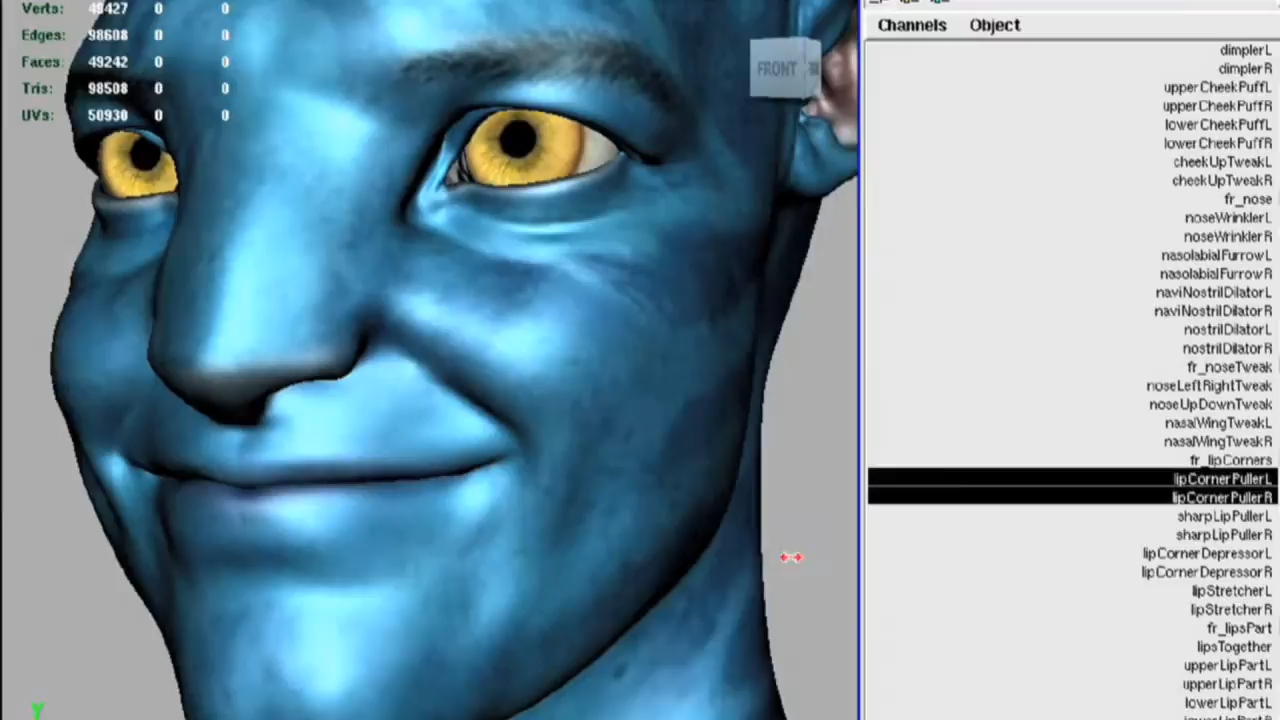 Verts: 49427 0 0
Edges: 98608 0 0
Faces: 49242 0 0
Tris: 98508 0 0
UVs: 50930 0 0
FRONT
Channels Object
dimplerL
dimplerR
upperCheekPuffL
upperCheekPuffR
lowerCheekPuffL
lowerCheekPuffR
cheekUpTweakL
cheekUpTweakR
fr_nose
noseWrinklerL
noseWrinklerR
nasolabialFurrowL
nasolabialFurrowR
naviNostrilDilatorL
naviNostrilDilatorR
nostrilDilatorL
nostrilDilatorR
fr_noseTweak
noseLeftRightTweak
noseUpDownTweak
nasalWingTweakL
nasalWingTweakR
fr_lipCorners
lipCornerPullerL
lipCornerPullerR
sharpLipPullerL
sharpLipPullerR
lipCornerDepressorL
lipCornerDepressorR
lipStretcherL
lipStretcherR
fr_lipsPart
lipsTogether
upperLipPartL
upperLipPartR
lowerLipPartL
Y